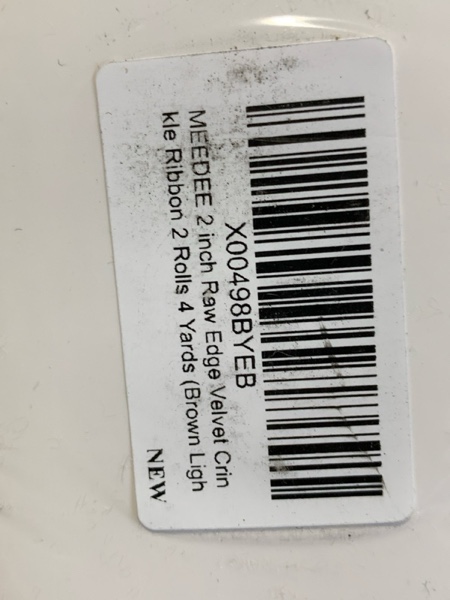 X00498BYEB
MEEDEE 2 inch Raw Edge Velvet Crin
kle Ribbon 2 Rolls 4 Yards (Brown Ligh
NEW